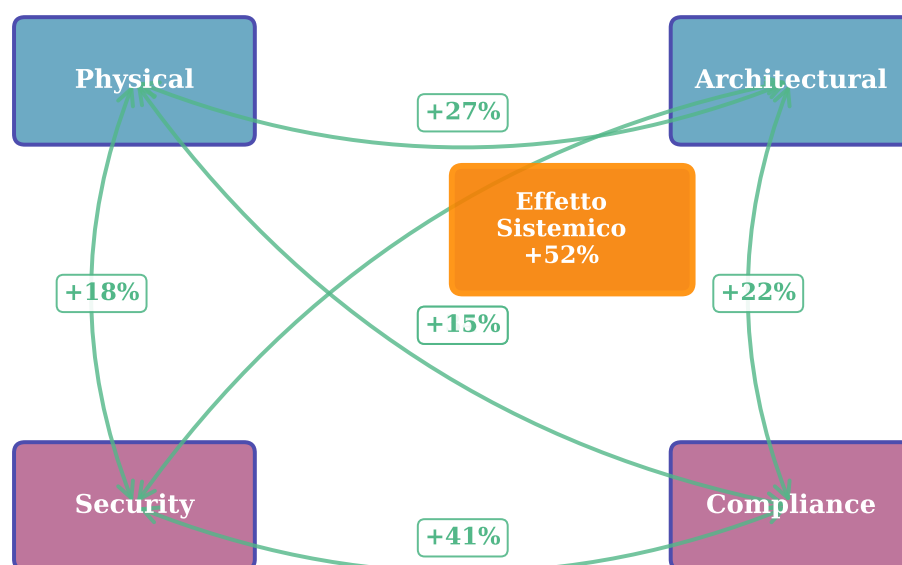 Physical
Architectural
+27%
Effetto
Sistemico
+52%
+18%
+22%
+15%
Security
Compliance
+41%